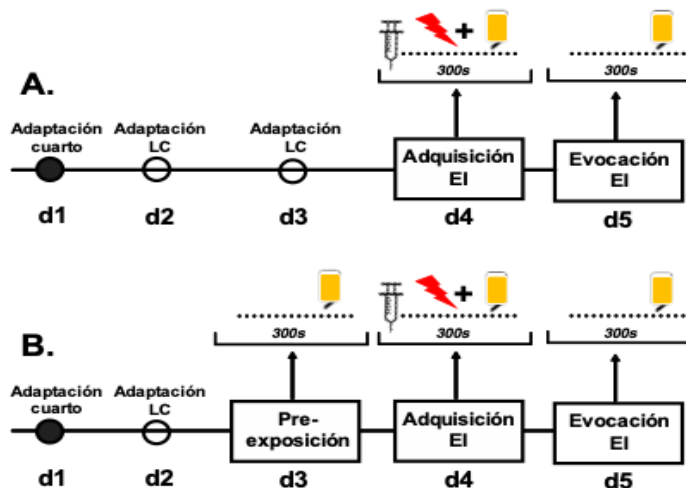 300s
300s
A.
Adaptación
cuarto
Adaptación
LC
Adaptación
LC
Adquisición
EI
Evocación
EI
d1
d2
d3
d4
d5
300s
300s
300s
B.
Adaptación
cuarto
Adaptación
LC
Pre-
exposición
Adquisición
EI
Evocación
EI
d1
d2
d3
d4
d5